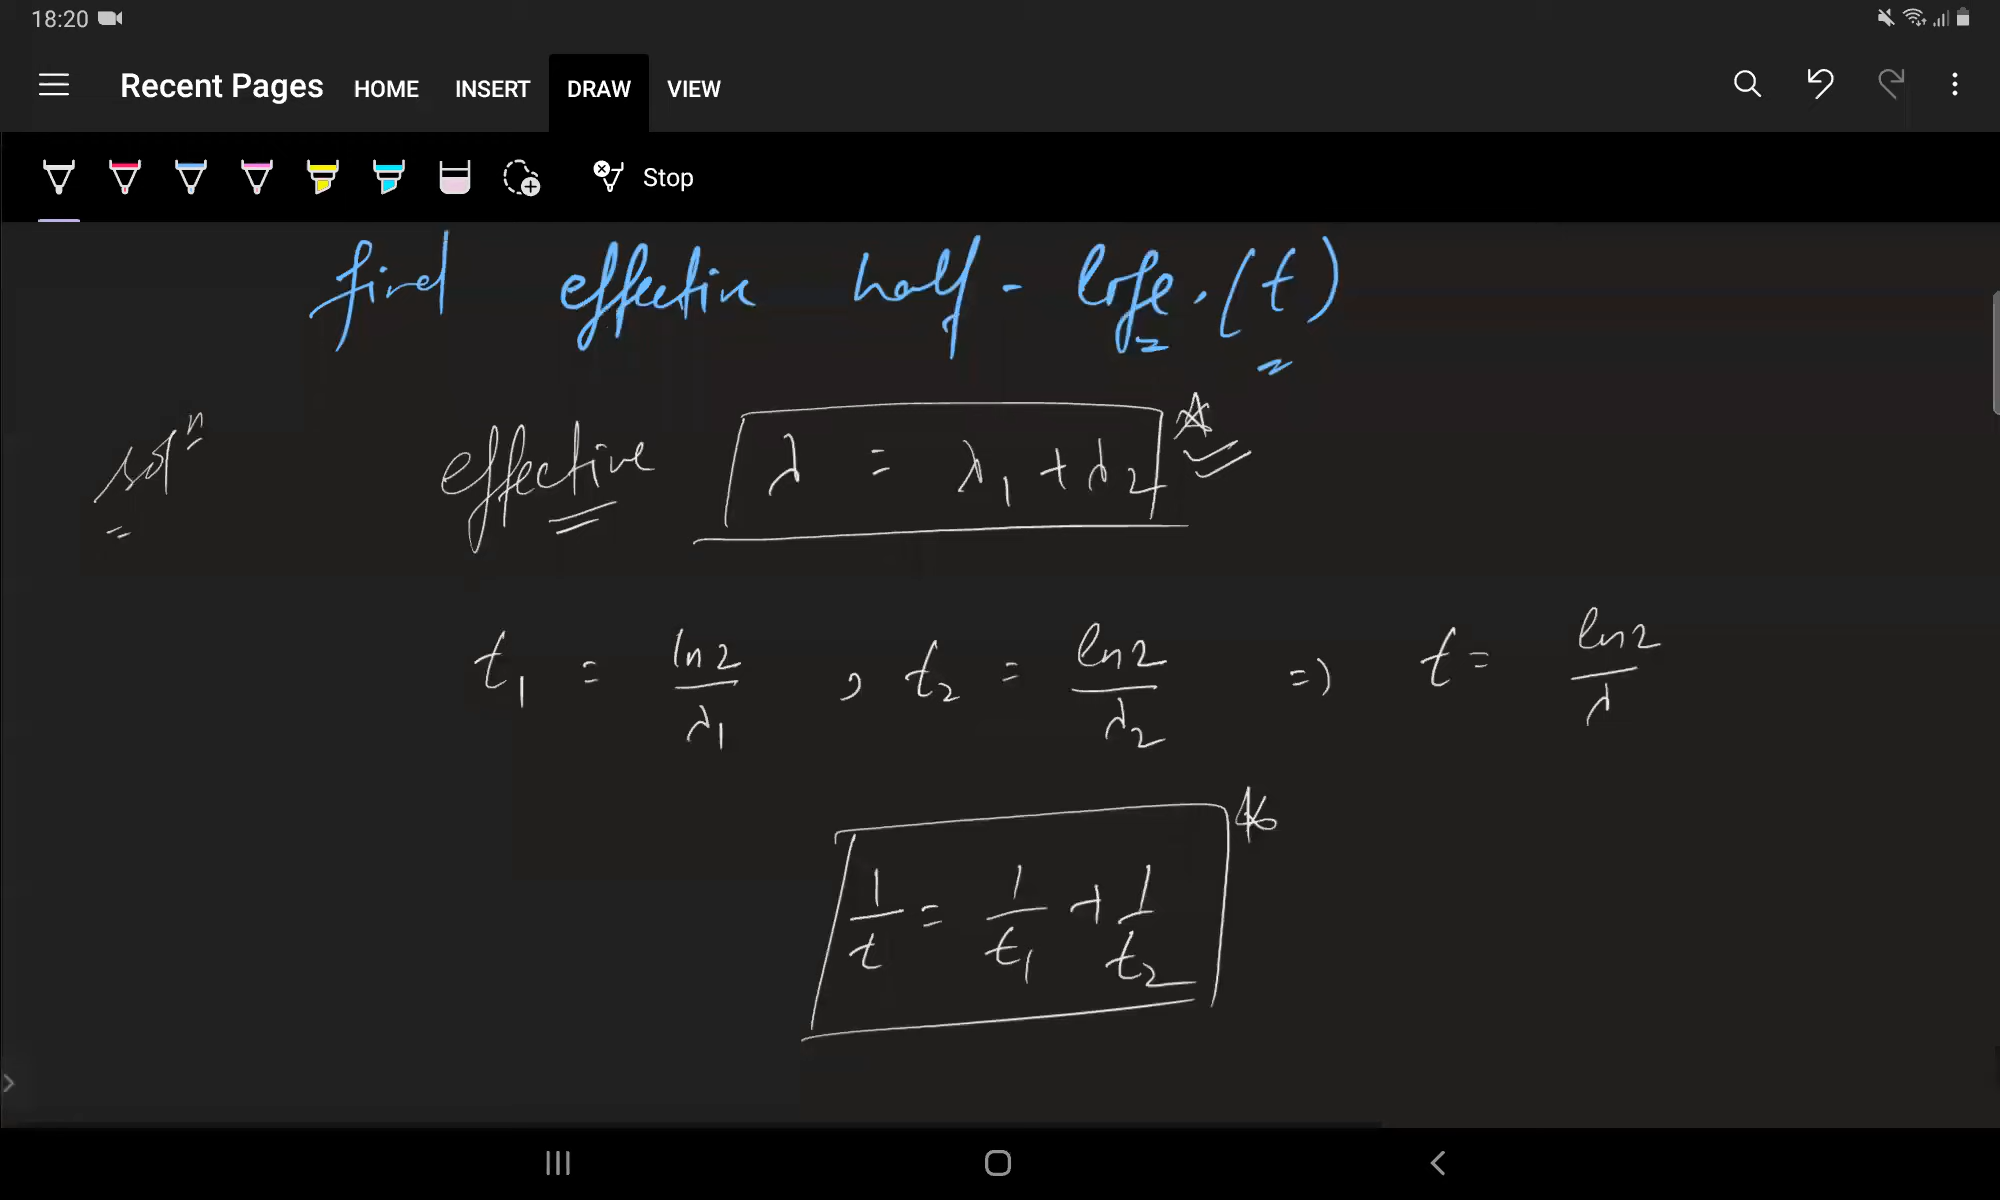 18:20
Recent Pages HOME INSERT DRAW VIEW
Stop
find effective half-life. (t)
solⁿ effective λ = λ₁ + λ₂
t₁ = ln2/λ₁ , t₂ = ln2/λ₂ => t = ln2/λ
1/t = 1/t₁ + 1/t₂